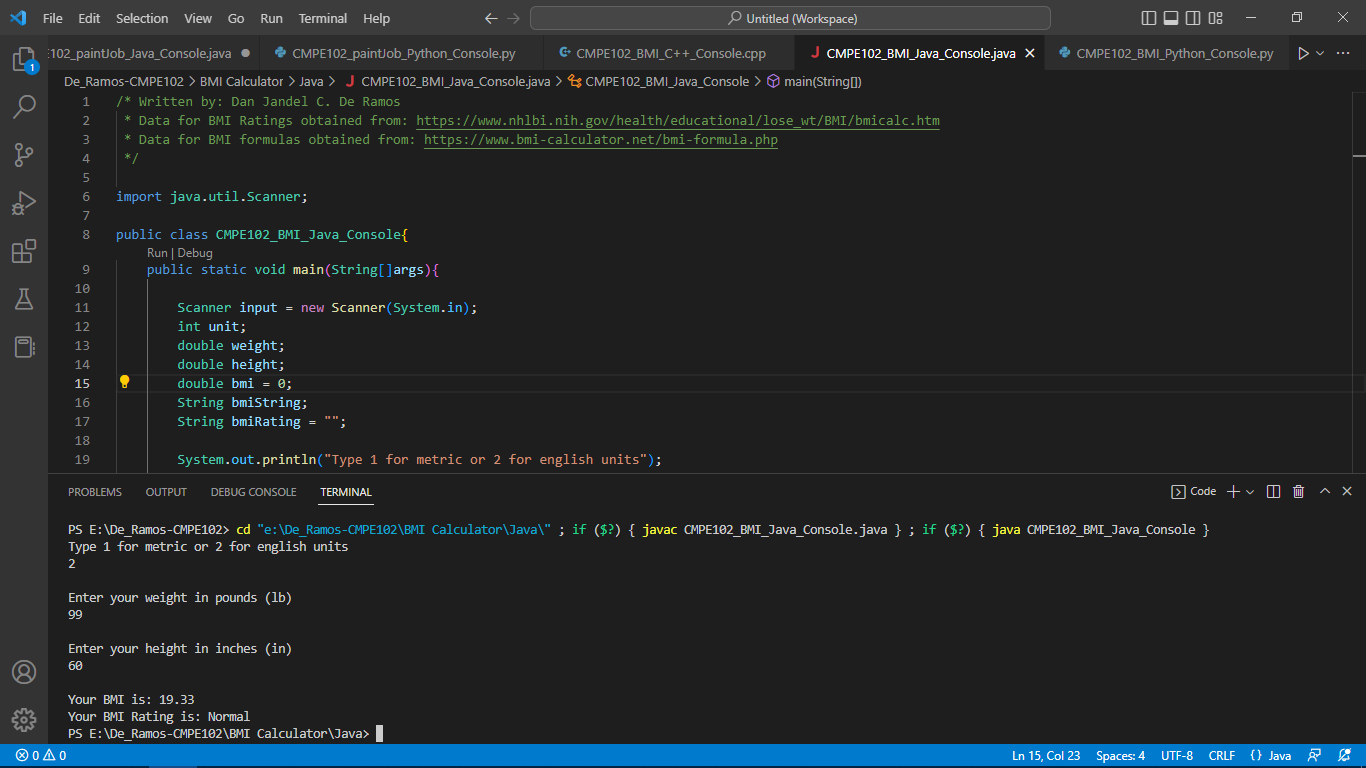 File Edit Selection View Go Run Terminal Help Untitled (Workspace)
E102_paintJob_Java_Console.java CMPE102_paintJob_Python_Console.py CMPE102_BMI_C++_Console.cpp J CMPE102_BMI_Java_Console.java CMPE102_BMI_Python_Console.py
De_Ramos-CMPE102 > BMI Calculator > Java > J CMPE102_BMI_Java_Console.java > CMPE102_BMI_Java_Console > main(String[])
1
1 /* Written by: Dan Jandel C. De Ramos
2 * Data for BMI Ratings obtained from: https://www.nhlbi.nih.gov/health/educational/lose_wt/BMI/bmicalc.htm
3 * Data for BMI formulas obtained from: https://www.bmi-calculator.net/bmi-formula.php
4 */
5
6 import java.util.Scanner;
7
8 public class CMPE102_BMI_Java_Console{
Run | Debug
9 public static void main(String[]args){
10
11 Scanner input = new Scanner(System.in);
12 int unit;
13 double weight;
14 double height;
15 double bmi = 0;
16 String bmiString;
17 String bmiRating = "";
18
19 System.out.println("Type 1 for metric or 2 for english units");
PROBLEMS OUTPUT DEBUG CONSOLE TERMINAL Code
PS E:\De_Ramos-CMPE102> cd "e:\De_Ramos-CMPE102\BMI Calculator\Java\" ; if ($?) { javac CMPE102_BMI_Java_Console.java } ; if ($?) { java CMPE102_BMI_Java_Console }
Type 1 for metric or 2 for english units
2
Enter your weight in pounds (lb)
99
Enter your height in inches (in)
60
Your BMI is: 19.33
Your BMI Rating is: Normal
PS E:\De_Ramos-CMPE102\BMI Calculator\Java>
0 0 Ln 15, Col 23 Spaces: 4 UTF-8 CRLF {} Java